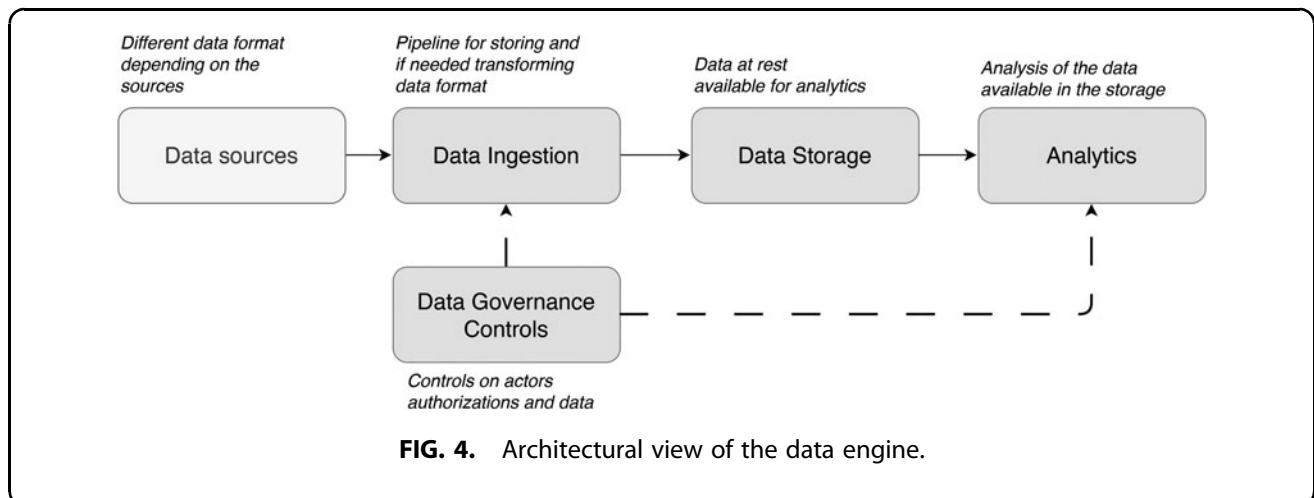 Different data format
depending on the
sources
Pipeline for storing and
if needed transforming
data format
Data at rest
available for analytics
Analysis of the data
available in the storage
Data sources
Data Ingestion
Data Storage
Analytics
Data Governance
Controls
Controls on actors
authorizations and data
FIG. 4. Architectural view of the data engine.